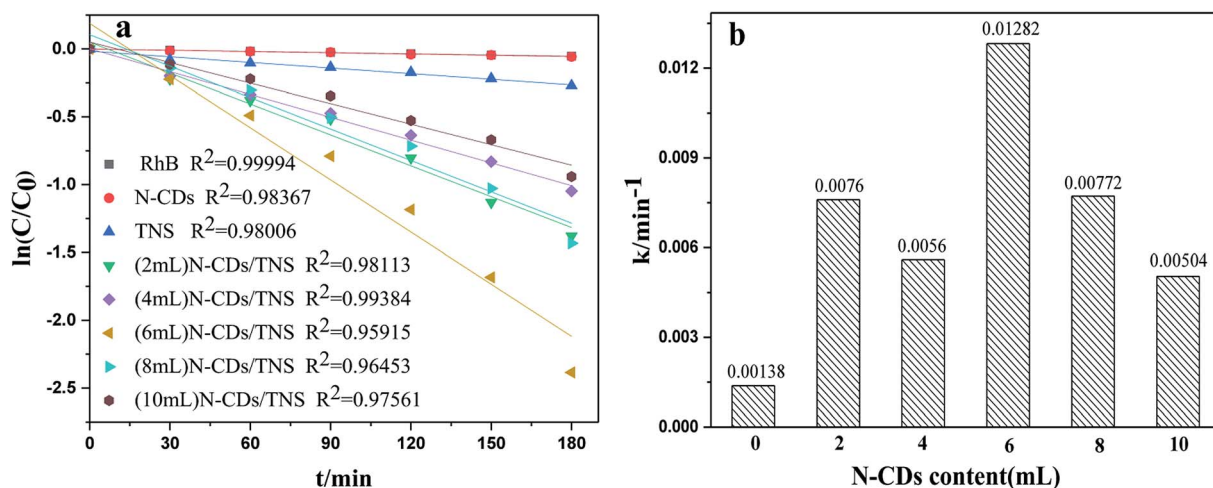 a
0.0
-0.5
-1.0
-1.5
-2.0
-2.5
ln(C/C₀)
RhB R²=0.99994
N-CDs R²=0.98367
TNS R²=0.98006
(2mL)N-CDs/TNS R²=0.98113
(4mL)N-CDs/TNS R²=0.99384
(6mL)N-CDs/TNS R²=0.95915
(8mL)N-CDs/TNS R²=0.96453
(10mL)N-CDs/TNS R²=0.97561
0 30 60 90 120 150 180
t/min
b
0.012
0.009
0.006
0.003
0.000
k/min⁻¹
0.00138
0.0076
0.0056
0.01282
0.00772
0.00504
0 2 4 6 8 10
N-CDs content(mL)